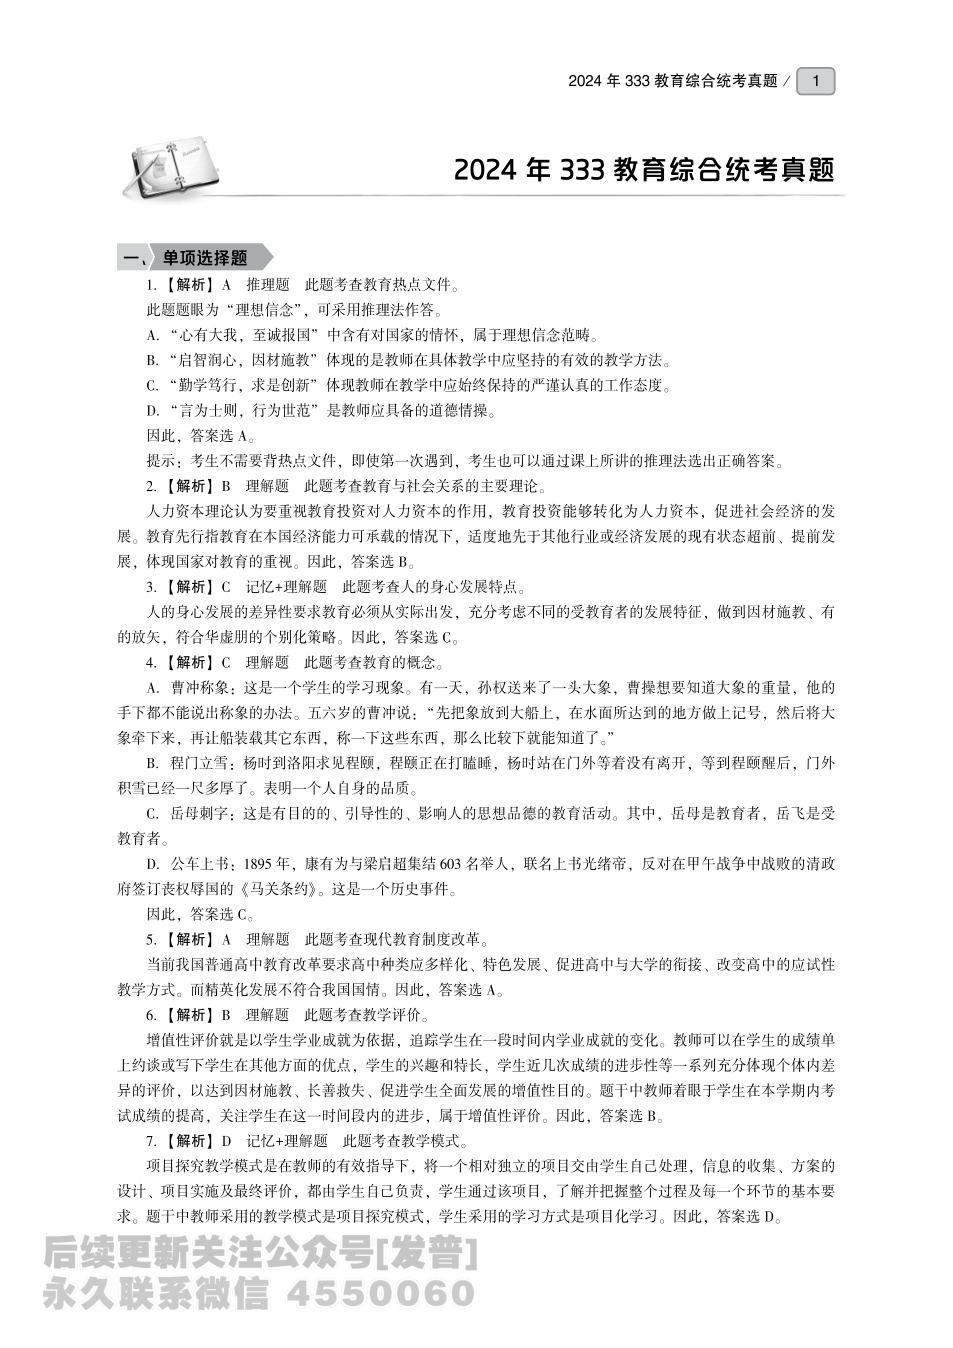 2024 年 333 教育综合统考真题 / 1
2024 年 333 教育综合统考真题
一、 单项选择题
1. 【解析】 A 推理题 此题考查教育热点文件。
此题题眼为“理想信念”，可采用推理法作答。
A. “心有大我，至诚报国”中含有对国家的情怀，属于理想信念范畴。
B. “启智润心，因材施教”体现的是教师在具体教学中应坚持的有效的教学方法。
C. “勤学笃行，求是创新”体现教师在教学中应始终保持的严谨认真的工作态度。
D. “言为士则，行为世范”是教师应具备的道德情操。
因此，答案选 A。
提示：考生不需要背热点文件，即使第一次遇到，考生也可以通过课上所讲的推理法选出正确答案。
2. 【解析】 B 理解题 此题考查教育与社会关系的主要理论。
人力资本理论认为要重视教育投资对人力资本的作用，教育投资能够转化为人力资本，促进社会经济的发
展。教育先行指教育在本国经济能力可承载的情况下，适度地先于其他行业或经济发展的现有状态超前、提前发
展，体现国家对教育的重视。因此，答案选 B。
3. 【解析】 C 记忆+理解题 此题考查人的身心发展特点。
人的身心发展的差异性要求教育必须从实际出发，充分考虑不同的受教育者的发展特征，做到因材施教、有
的放矢，符合华虚朋的个别化策略。因此，答案选 C。
4. 【解析】 C 理解题 此题考查教育的概念。
A. 曹冲称象：这是一个学生的学习现象。有一天，孙权送来了一头大象，曹操想要知道大象的重量，他的
手下都不能说出称象的办法。五六岁的曹冲说：“先把象放到大船上，在水面所达到的地方做上记号，然后将大
象牵下来，再让船装载其它东西，称一下这些东西，那么比较下就能知道了。”
B. 程门立雪：杨时到洛阳求见程颐，程颐正在打瞌睡，杨时站在门外等着没有离开，等到程颐醒后，门外
积雪已经一尺多厚了。表明一个人自身的品质。
C. 岳母刺字：这是有目的的、引导性的、影响人的思想品德的教育活动。其中，岳母是教育者，岳飞是受
教育者。
D. 公车上书：1895 年，康有为与梁启超集结 603 名举人，联名上书光绪帝，反对在甲午战争中战败的清政
府签订丧权辱国的《马关条约》。这是一个历史事件。
因此，答案选 C。
5. 【解析】 A 理解题 此题考查现代教育制度改革。
当前我国普通高中教育改革要求高中种类应多样化、特色发展、促进高中与大学的衔接、改变高中的应试性
教学方式。而精英化发展不符合我国国情。因此，答案选 A。
6. 【解析】 B 理解题 此题考查教学评价。
增值性评价就是以学生学业成就为依据，追踪学生在一段时间内学业成就的变化。教师可以在学生的成绩单
上约谈或写下学生在其他方面的优点，学生的兴趣和特长，学生近几次成绩的进步性等一系列充分体现个体内差
异的评价，以达到因材施教、长善救失、促进学生全面发展的增值性目的。题干中教师着眼于学生在本学期内考
试成绩的提高，关注学生在这一时间段内的进步，属于增值性评价。因此，答案选 B。
7. 【解析】 D 记忆+理解题 此题考查教学模式。
项目探究教学模式是在教师的有效指导下，将一个相对独立的项目交由学生自己处理，信息的收集、方案的
设计、项目实施及最终评价，都由学生自己负责，学生通过该项目，了解并把握整个过程及每一个环节的基本要
求。题干中教师采用的教学模式是项目探究模式，学生采用的学习方式是项目化学习。因此，答案选 D。
后续更新关注公众号[发普]
永久联系微信 4550060